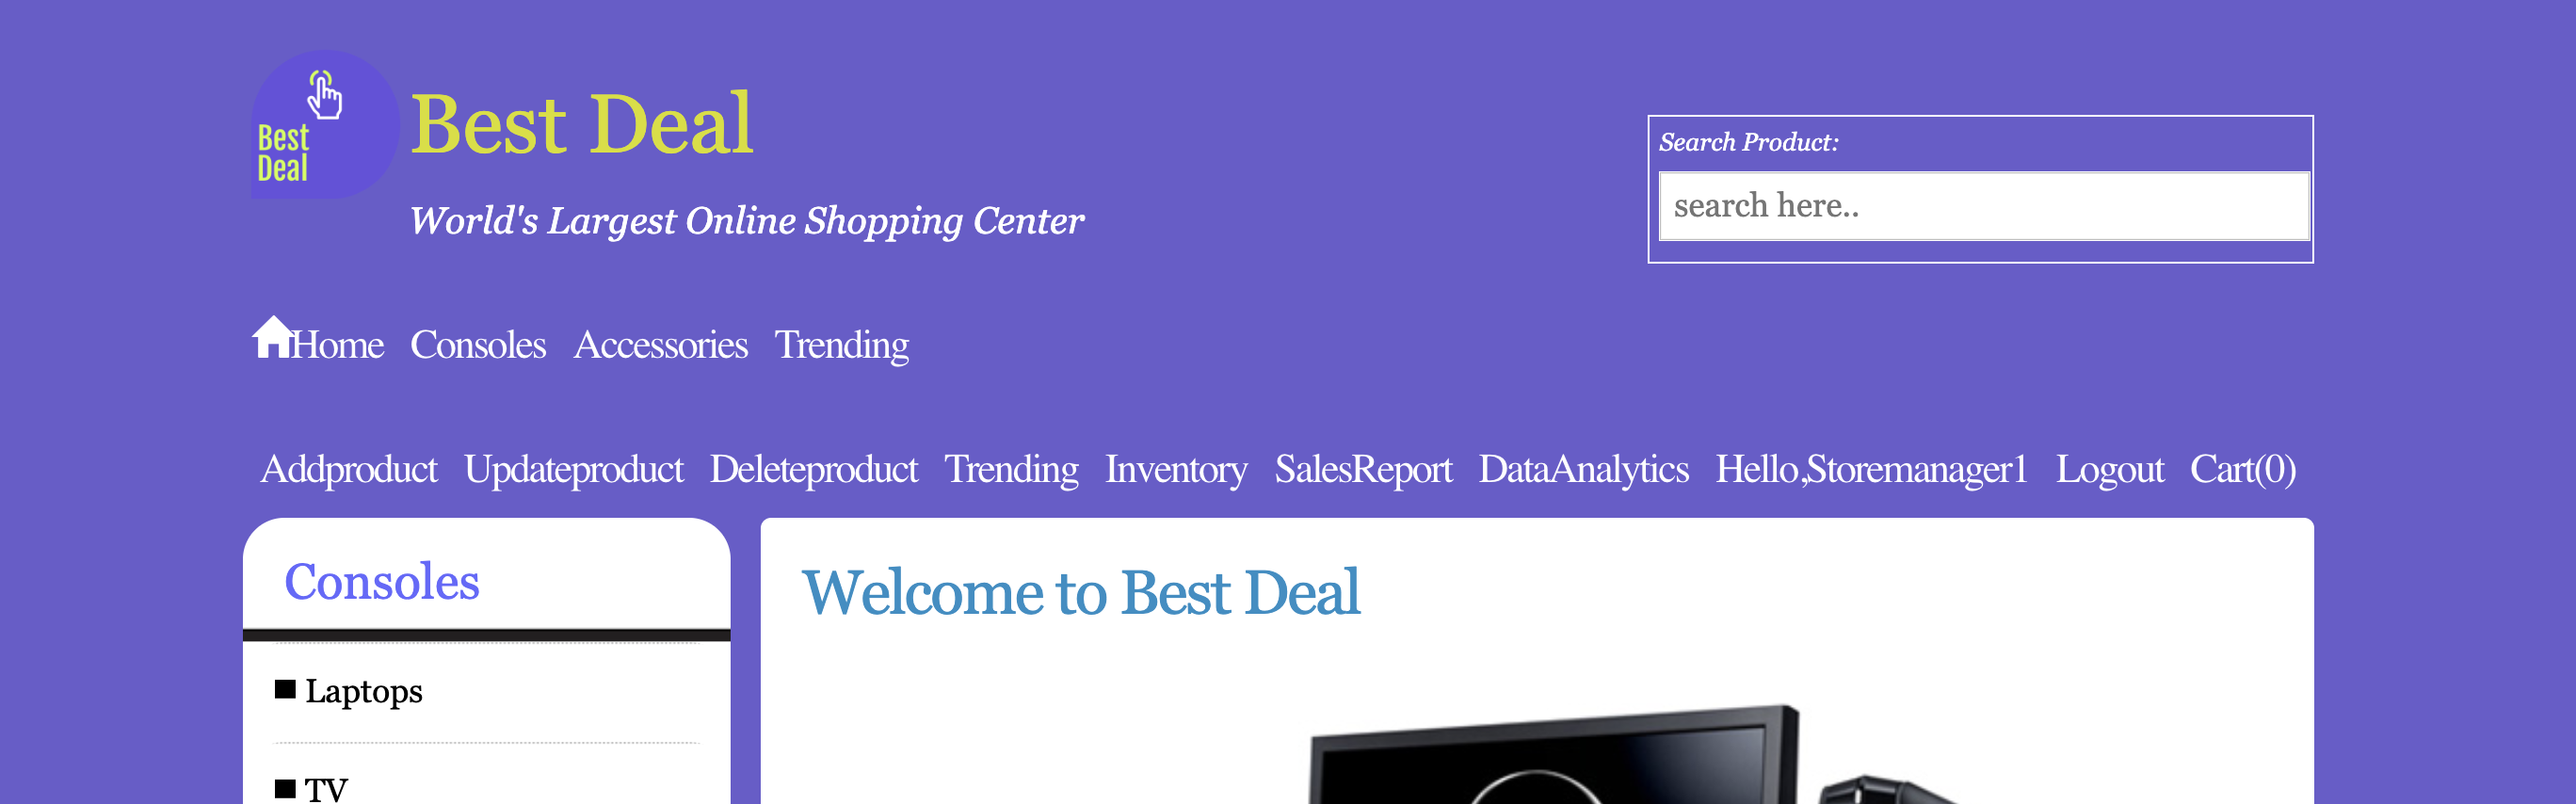 Best
Deal
Best Deal
World's Largest Online Shopping Center
Search Product:
search here..
Home Consoles Accessories Trending
Addproduct Updateproduct Deleteproduct Trending Inventory SalesReport DataAnalytics Hello,Storemanager1 Logout Cart(0)
Consoles
Laptops
TV
Welcome to Best Deal